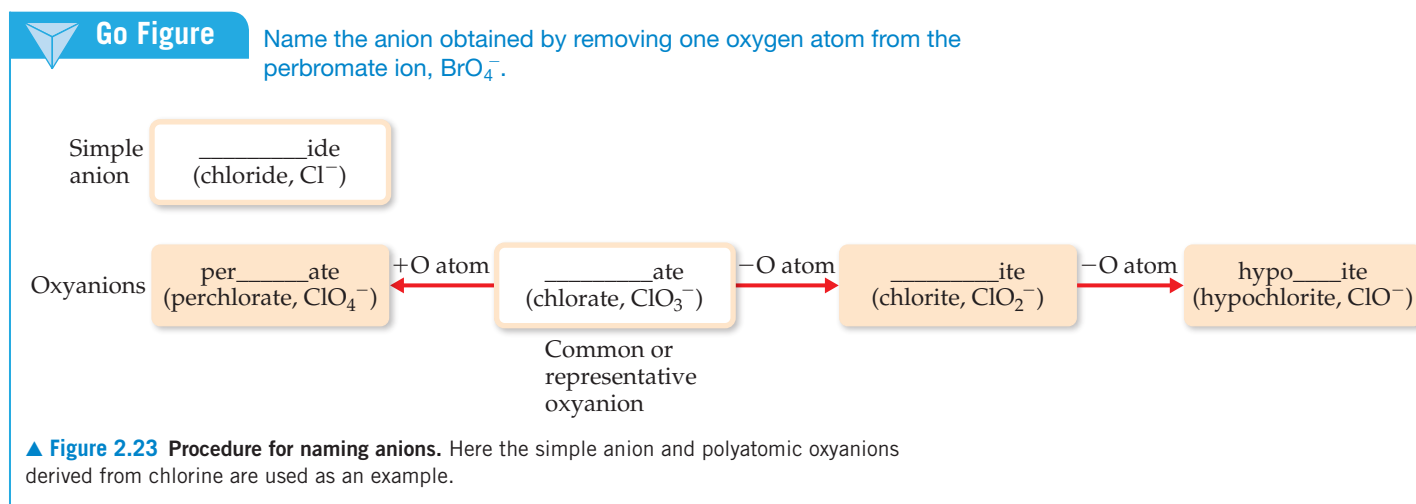 Go Figure
Name the anion obtained by removing one oxygen atom from the
perbromate ion, BrO₄⁻.
Simple
anion
_________ide
(chloride, Cl⁻)
Oxyanions
per______ate
(perchlorate, ClO₄⁻)
+O atom
_________ate
(chlorate, ClO₃⁻)
−O atom
_________ite
(chlorite, ClO₂⁻)
−O atom
hypo____ite
(hypochlorite, ClO⁻)
Common or
representative
oxyanion
▲ Figure 2.23 Procedure for naming anions. Here the simple anion and polyatomic oxyanions
derived from chlorine are used as an example.